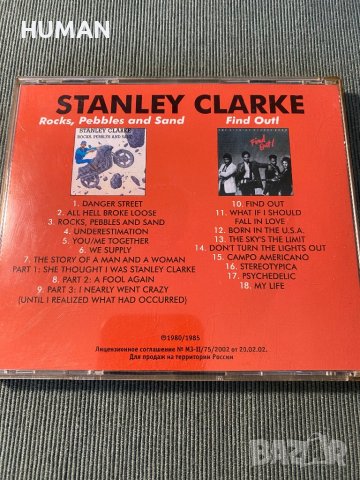 HUMAN
STANLEY CLARKE
Rocks, Pebbles and Sand
Find Out!
STANLEY CLARKE
ROCKS, PEBBLES AND SAND
Find Out!
1. DANGER STREET
2. ALL HELL BROKE LOOSE
3. ROCKS, PEBBLES AND SAND
4. UNDERESTIMATION
5. YOU/ME TOGETHER
6. WE SUPPLY
7. THE STORY OF A MAN AND A WOMAN
PART 1: SHE THOUGHT I WAS STANLEY CLARKE
8. PART 2: A FOOL AGAIN
9. PART 3: I NEARLY WENT CRAZY
(UNTIL I REALIZED WHAT HAD OCCURRED)
10. FIND OUT
11. WHAT IF I SHOULD
FALL IN LOVE
12. BORN IN THE U.S.A.
13. THE SKY'S THE LIMIT
14. DON'T TURN THE LIGHTS OUT
15. CAMPO AMERICANO
16. STEREOTYPICA
17. PSYCHEDELIC
18. MY LIFE
℗1980/1985
Лицензионное соглашение № МЗ-II/75/2002 от 20.02.02.
Для продаж на территории России
BAZAR